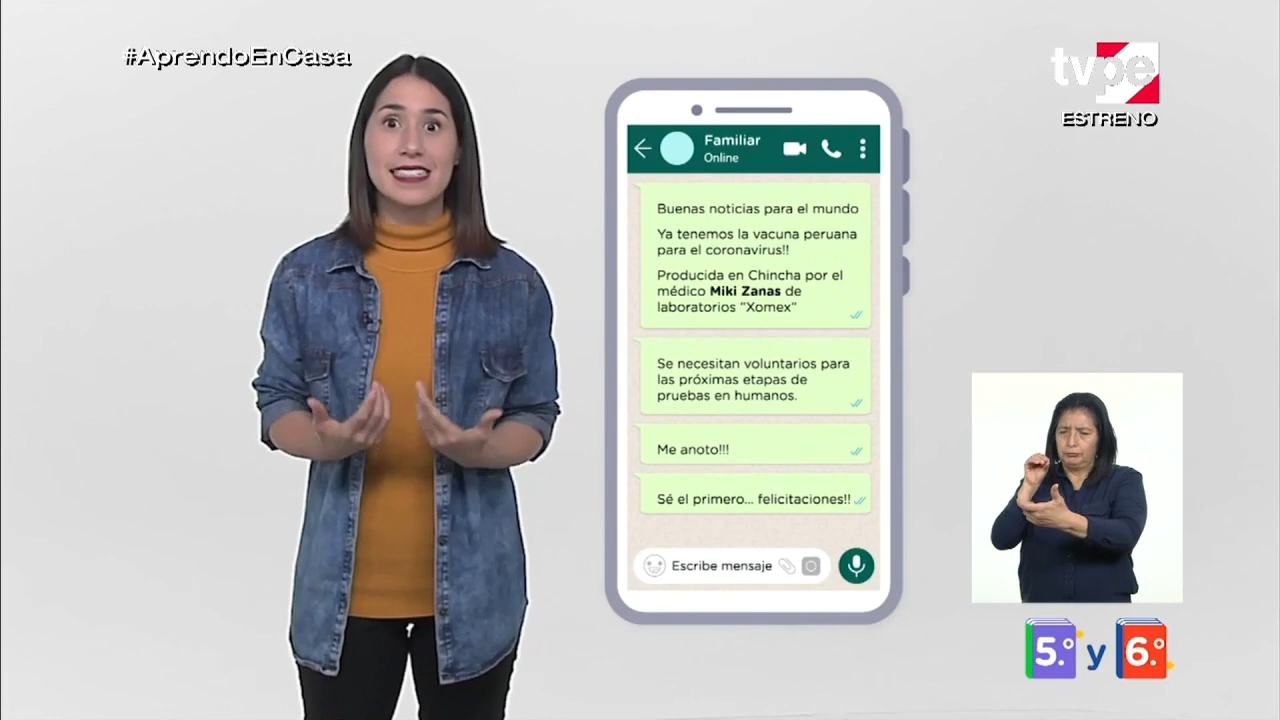 #AprendoEnCasa
tvpe
ESTRENO
Familiar
Online
Buenas noticias para el mundo
Ya tenemos la vacuna peruana
para el coronavirus!!
Producida en Chincha por el
médico Miki Zanas de
laboratorios "Xomex"
Se necesitan voluntarios para
las próximas etapas de
pruebas en humanos.
Me anoto!!!
Sé el primero... felicitaciones!!
Escribe mensaje
5.º y 6.º